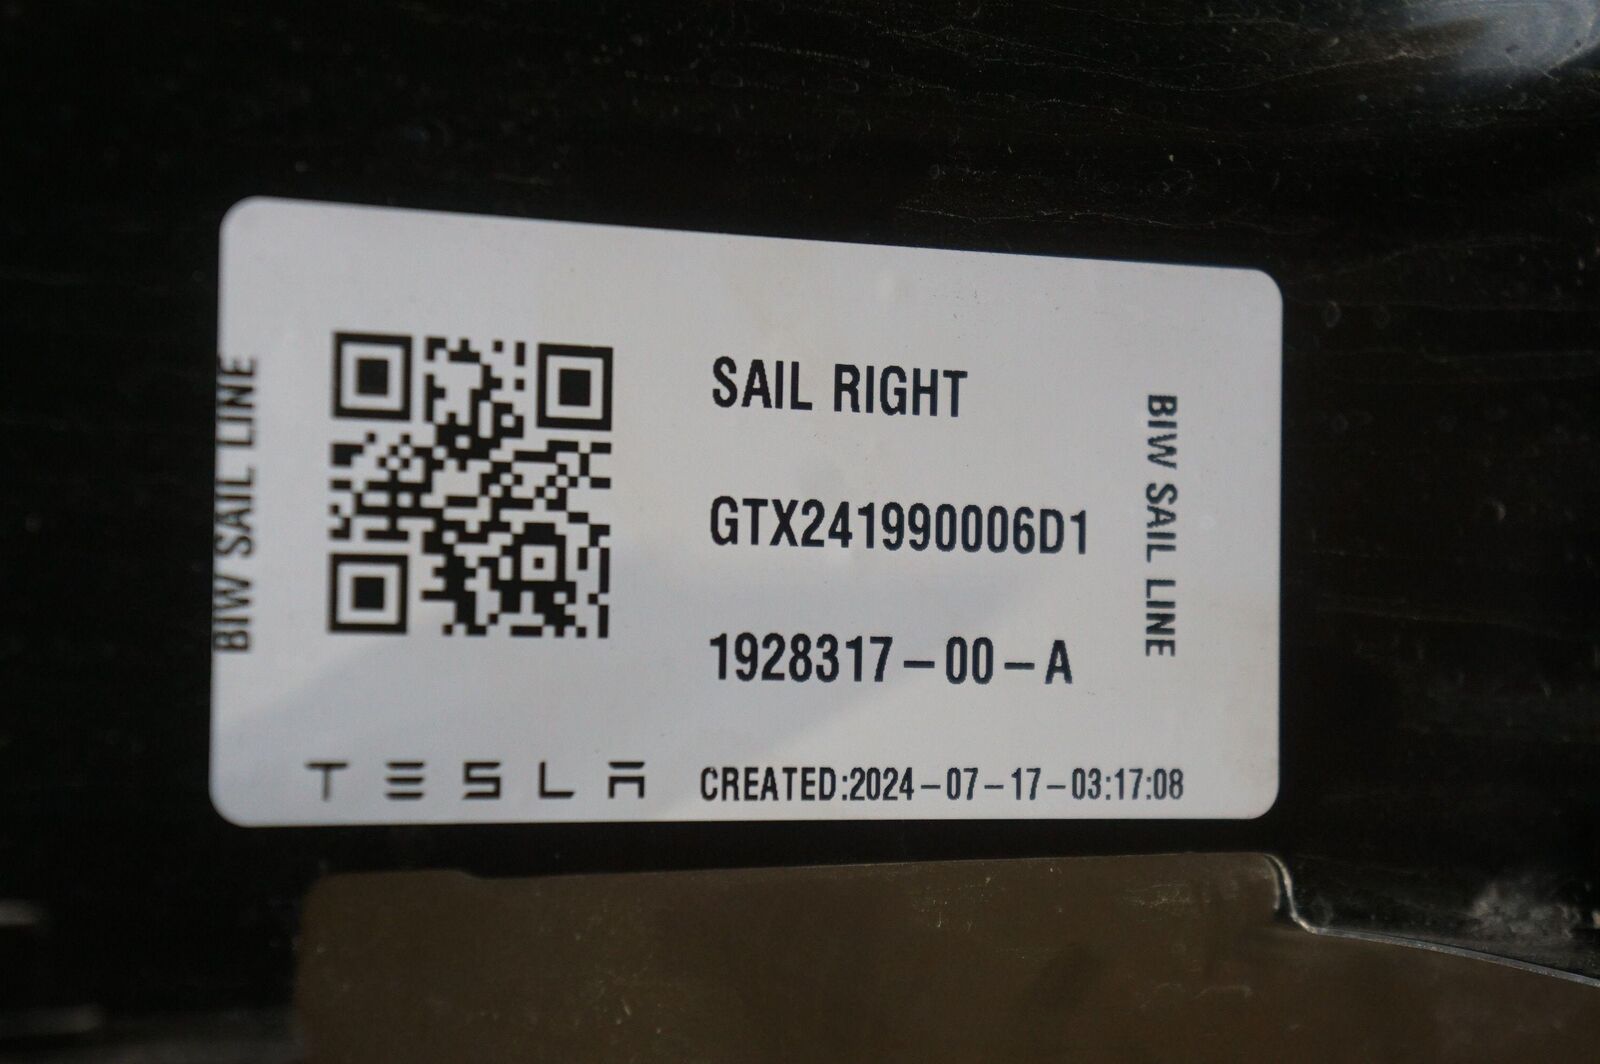 BIW SAIL LINE
SAIL RIGHT
GTX241990006D1
1928317-00-A
BIW SAIL LINE
TESLA
CREATED:2024-07-17-03:17:08